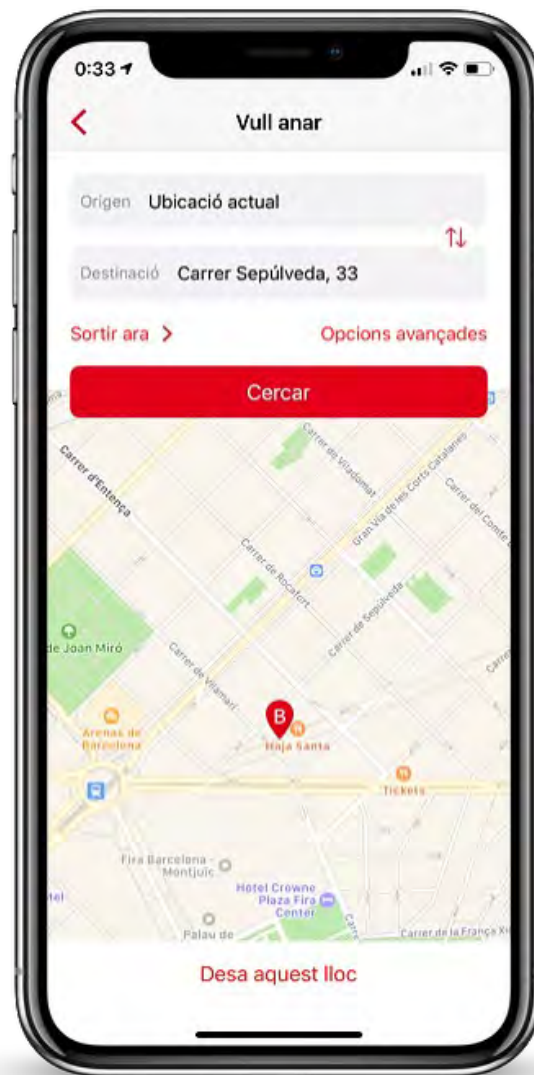 0:33
Vull anar
Origen Ubicació actual
Destinació Carrer Sepúlveda, 33
Sortir ara
Opcions avançades
Cercar
Carrer d'Entença
Carrer de Viladomat
Gran Via de les Corts Catalanes
Carrer del Comte
Carrer de Rocafort
Carrer de Sepúlveda
de Joan Miró
Carrer de Vilamarí
B
Arenas de
Barcelona
Hoja Santa
Tickets
Fira Barcelona -
Montjuïc
Hotel Crowne
Plaza Fira
Center
Palau de
Carrer de la França Xi
Desa aquest lloc